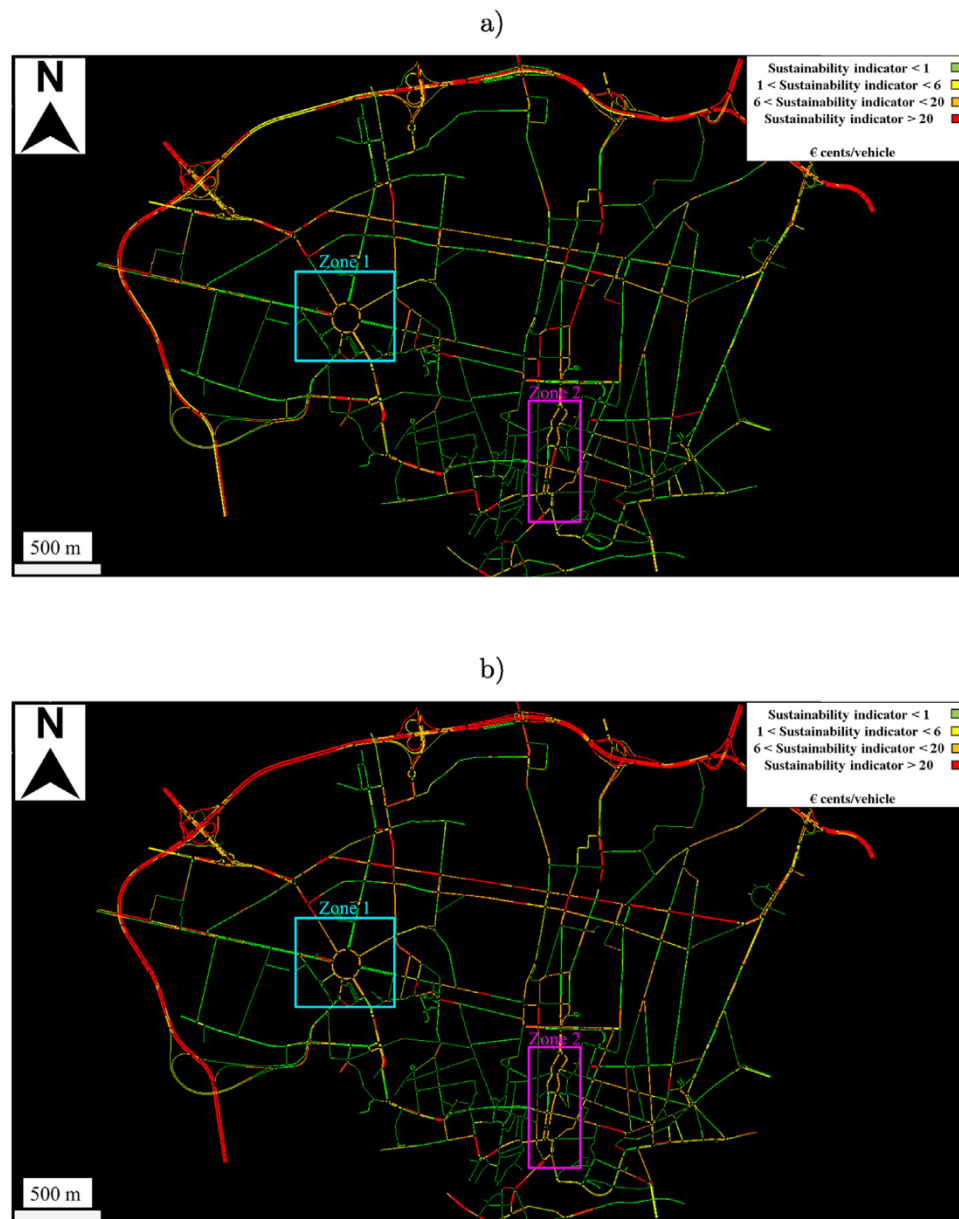 a)
N
Sustainability indicator < 1
1 < Sustainability indicator < 6
6 < Sustainability indicator < 20
Sustainability indicator > 20
€ cents/vehicle
Zone 1
Zone 2
500 m
b)
N
Sustainability indicator < 1
1 < Sustainability indicator < 6
6 < Sustainability indicator < 20
Sustainability indicator > 20
€ cents/vehicle
Zone 1
Zone 2
500 m